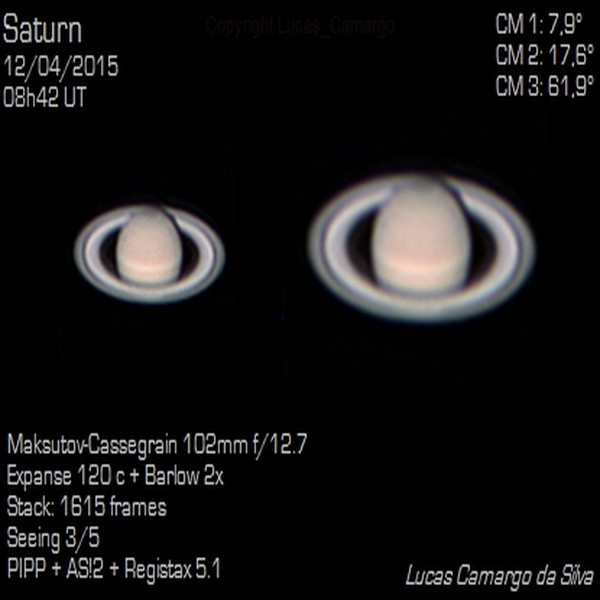 Copyright Lucas_Camargo
Saturn
12/04/2015
08h42 UT
CM 1: 7,9°
CM 2: 17,6°
CM 3: 61,9°
Maksutov-Cassegrain 102mm f/12.7
Expanse 120 c + Barlow 2x
Stack: 1615 frames
Seeing 3/5
PIPP + AS!2 + Registax 5.1
Lucas Camargo da Silva